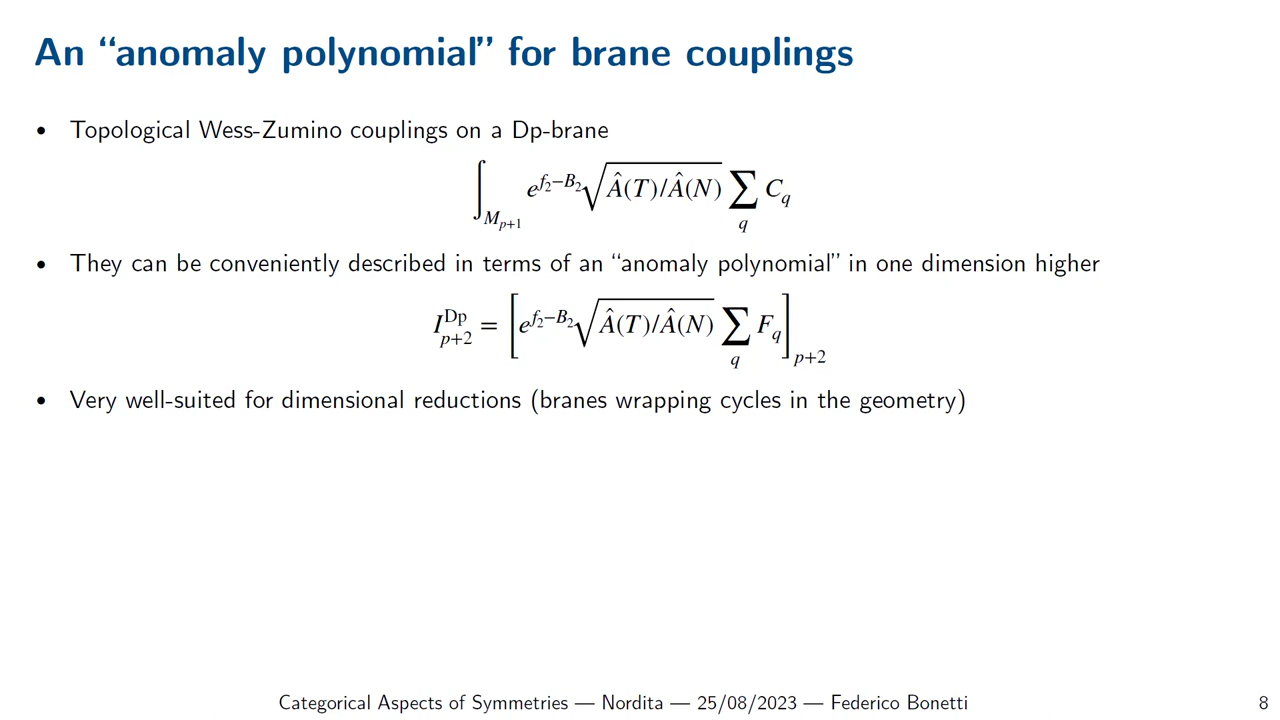 An “anomaly polynomial” for brane couplings
• Topological Wess-Zumino couplings on a Dp-brane
∫_{M_{p+1}} e^{f_2−B_2} √(Â(T)/Â(N)) ∑_q C_q
• They can be conveniently described in terms of an “anomaly polynomial” in one dimension higher
I^{Dp}_{p+2} = [e^{f_2−B_2} √(Â(T)/Â(N)) ∑_q F_q]_{p+2}
• Very well-suited for dimensional reductions (branes wrapping cycles in the geometry)
Categorical Aspects of Symmetries — Nordita — 25/08/2023 — Federico Bonetti 8